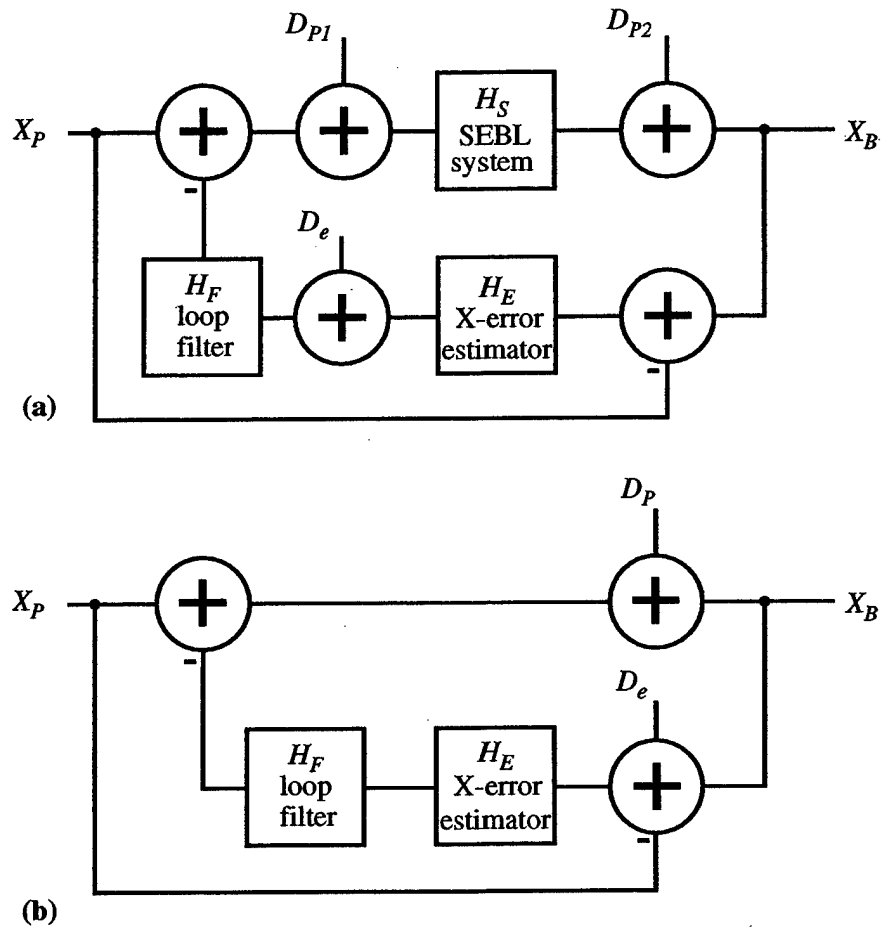 D_P1
D_P2
X_P
+
+
H_S
SEBL
system
+
X_B
-
D_e
H_F
loop
filter
+
H_E
X-error
estimator
+
-
(a)
D_P
X_P
+
+
X_B
-
D_e
H_F
loop
filter
H_E
X-error
estimator
+
-
(b)